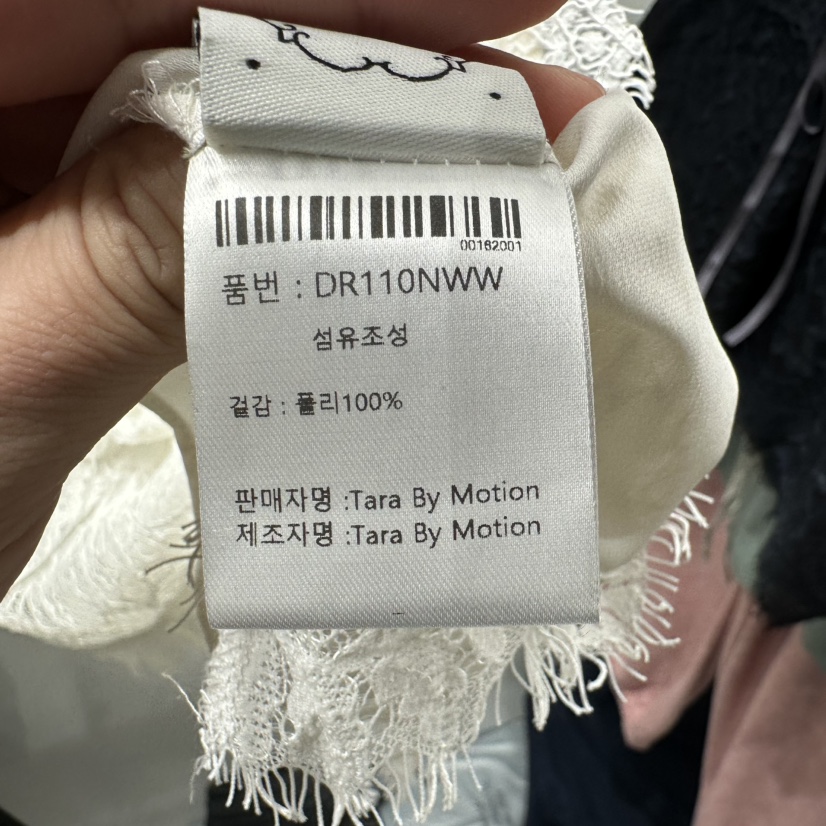 00162001
품번 : DR110NWW
섬유조성
겉감 : 폴리100%
판매자명 :Tara By Motion
제조자명 :Tara By Motion